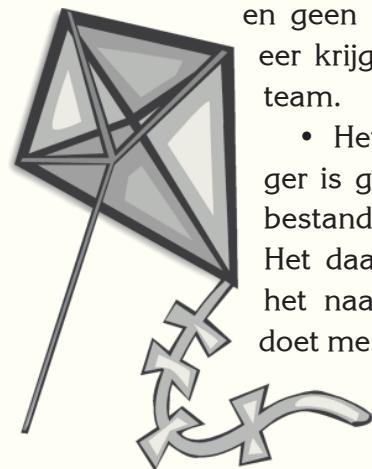 en geen
eer krijg
team.
• He
ger is g
bestand
Het daa
het naa
doet me